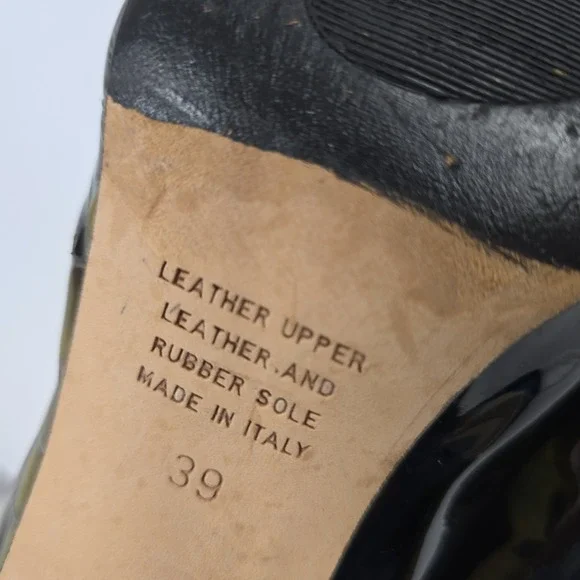 LEATHER UPPER
LEATHER AND
RUBBER SOLE
MADE IN ITALY
39